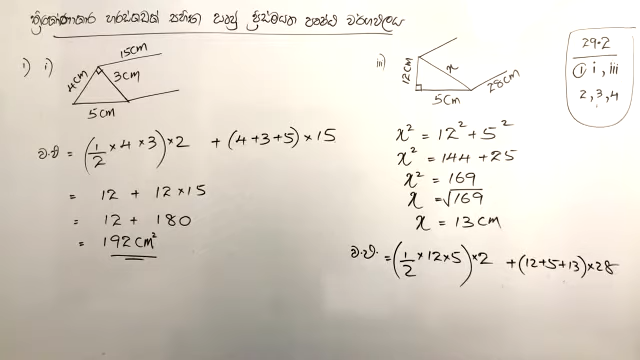 ත්‍රිකෝණාකාර හරස්කඩක් සහිත සෘජු ප්‍රිස්මයක පෘෂ්ඨ වර්ගඵලය
i) i)
15cm
4cm
3cm
5cm
ව.ඵ = (1/2 × 4 × 3) × 2 + (4+3+5) × 15
= 12 + 12 × 15
= 12 + 180
= 192 cm²
iii)
12cm
x
5cm
28cm
x² = 12² + 5²
x² = 144 + 25
x² = 169
x = √169
x = 13 cm
ව.ඵ. = (1/2 × 12 × 5) × 2 + (12+5+13) × 28
29.2
① i, iii
2, 3, 4